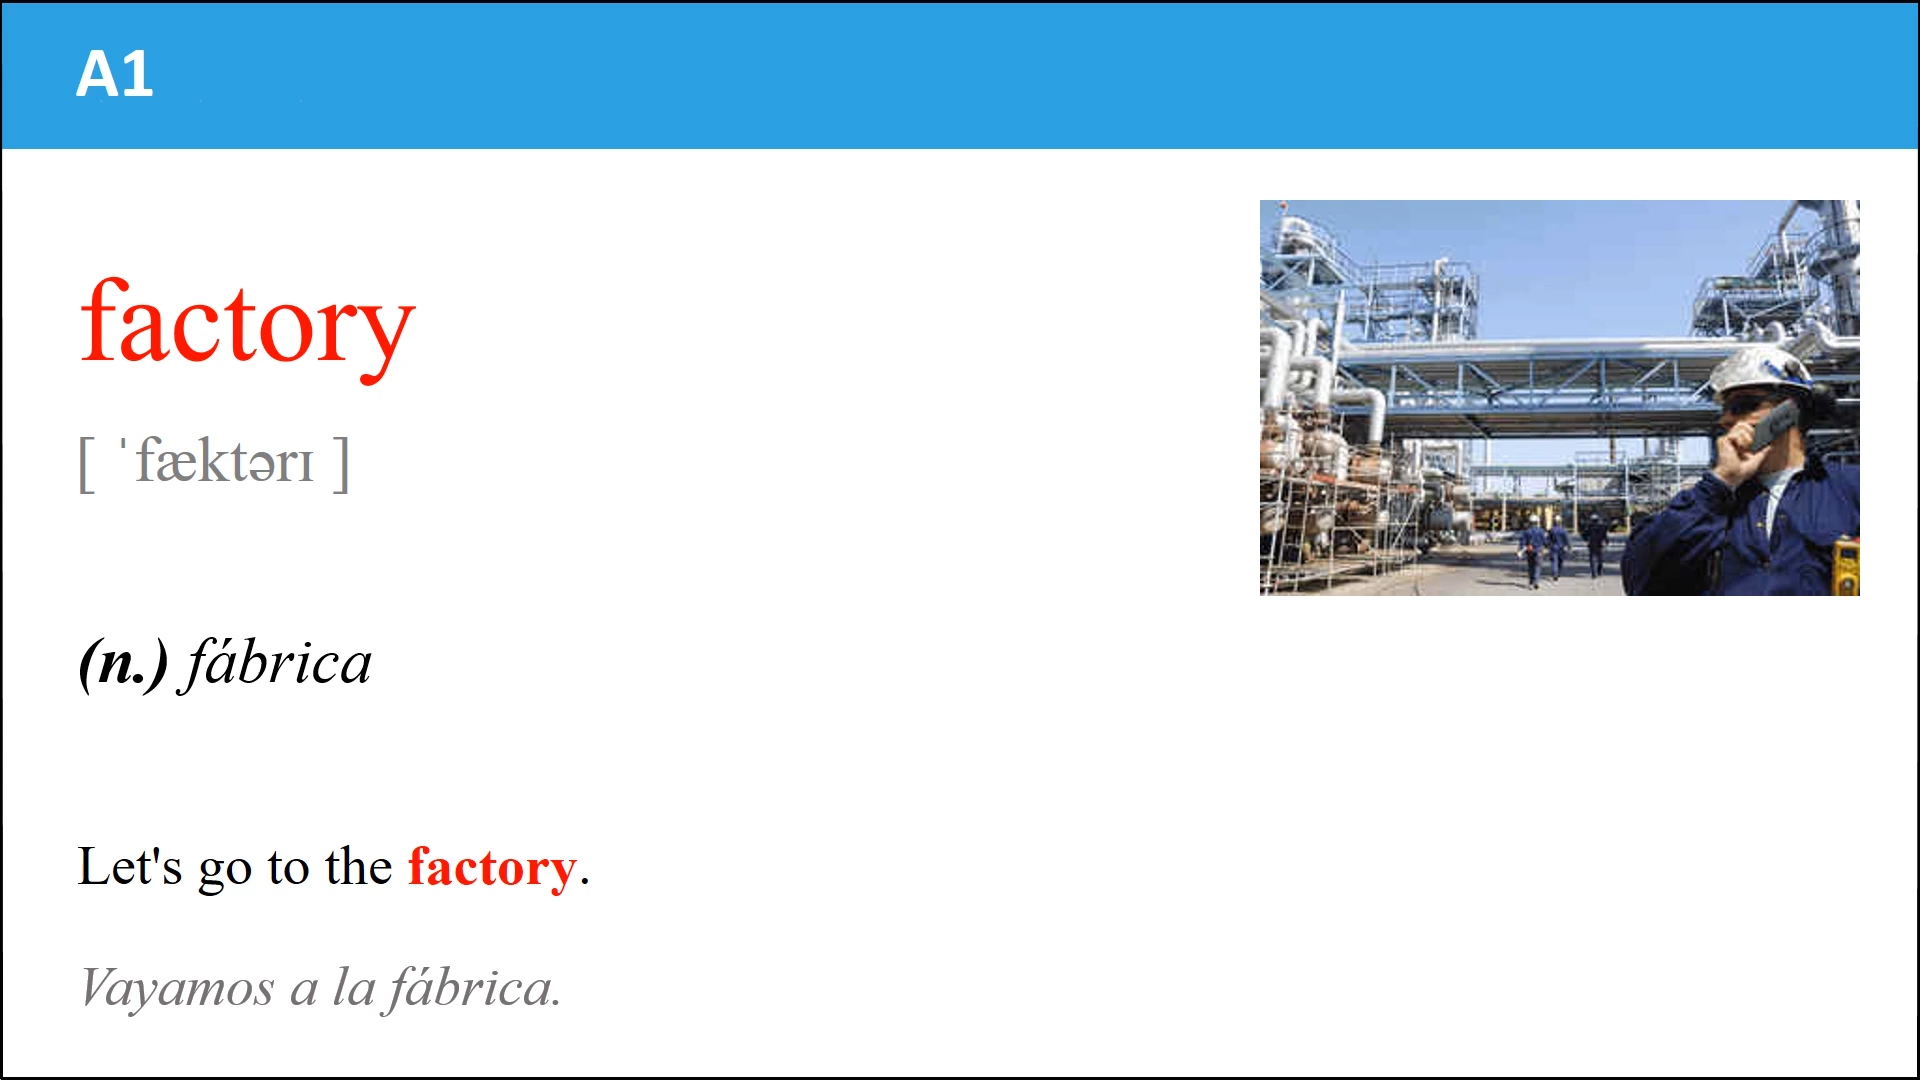 A1
factory
[ ˈfæktərɪ ]
(n.) fábrica
Let's go to the factory.
Vayamos a la fábrica.